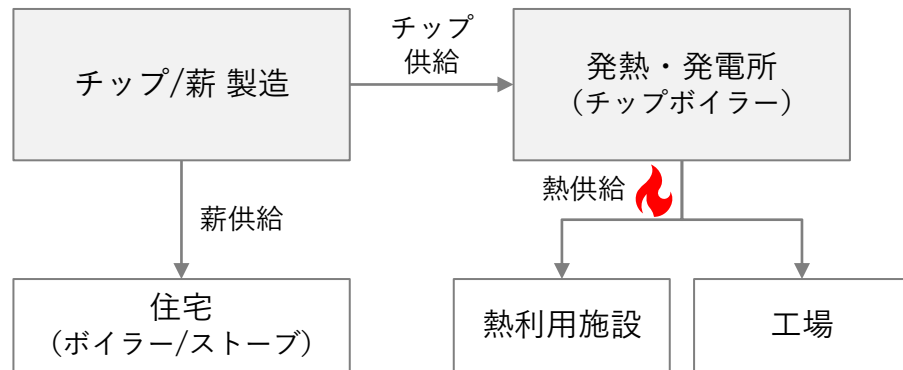 チップ/薪 製造
チップ
供給
発熱・発電所
(チップボイラー)
薪供給
熱供給
住宅
(ボイラー/ストーブ)
熱利用施設
工場